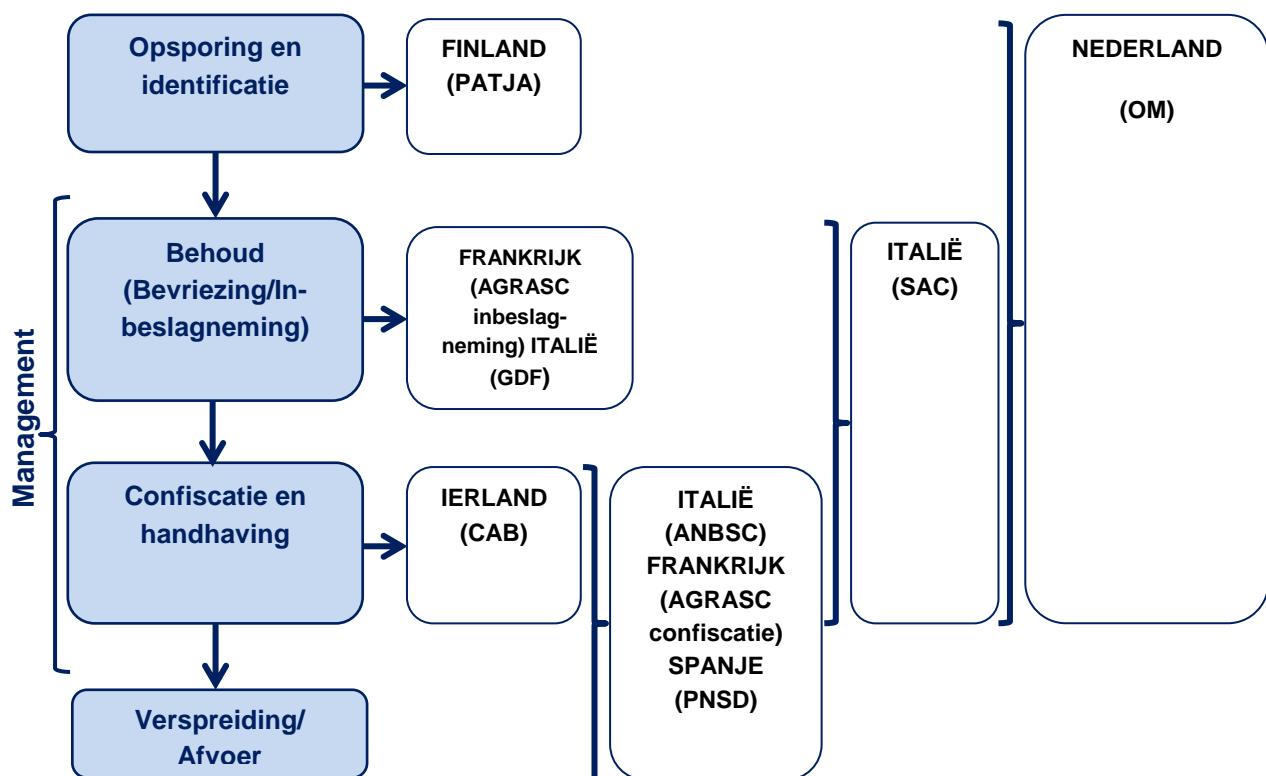 Opsporing en
identificatie
FINLAND
(PATJA)
NEDERLAND
(OM)
Management
Behoud
(Bevriezing/In-
beslagneming)
FRANKRIJK
(AGRASC
inbeslag-
neming) ITALIË
(GDF)
ITALIË
(SAC)
Confiscatie en
handhaving
IERLAND
(CAB)
ITALIË
(ANBSC)
FRANKRIJK
(AGRASC
confiscatie)
SPANJE
(PNSD)
Verspreiding/
Afvoer